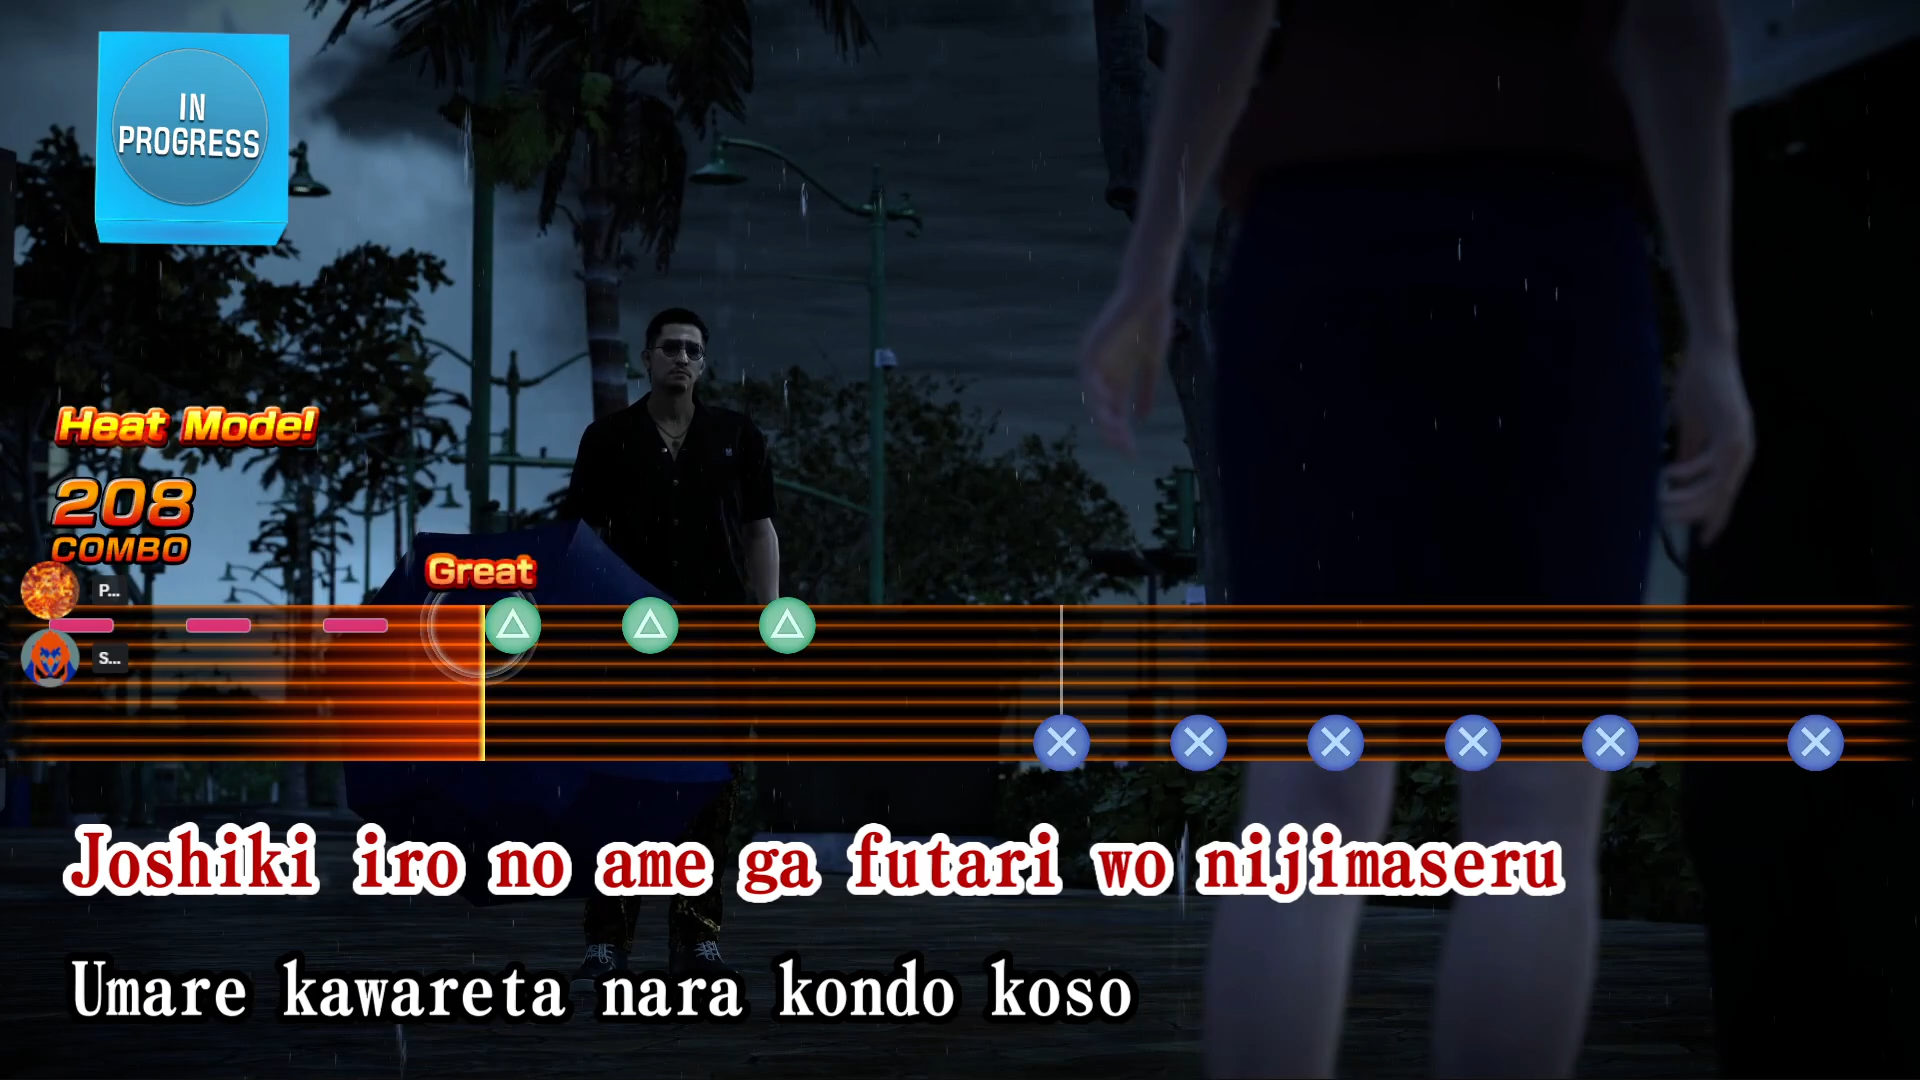 IN
PROGRESS
Heat Mode!
208
COMBO
Great
P...
S...
Joshiki iro no ame ga futari wo nijimaseru
Umare kawareta nara kondo koso